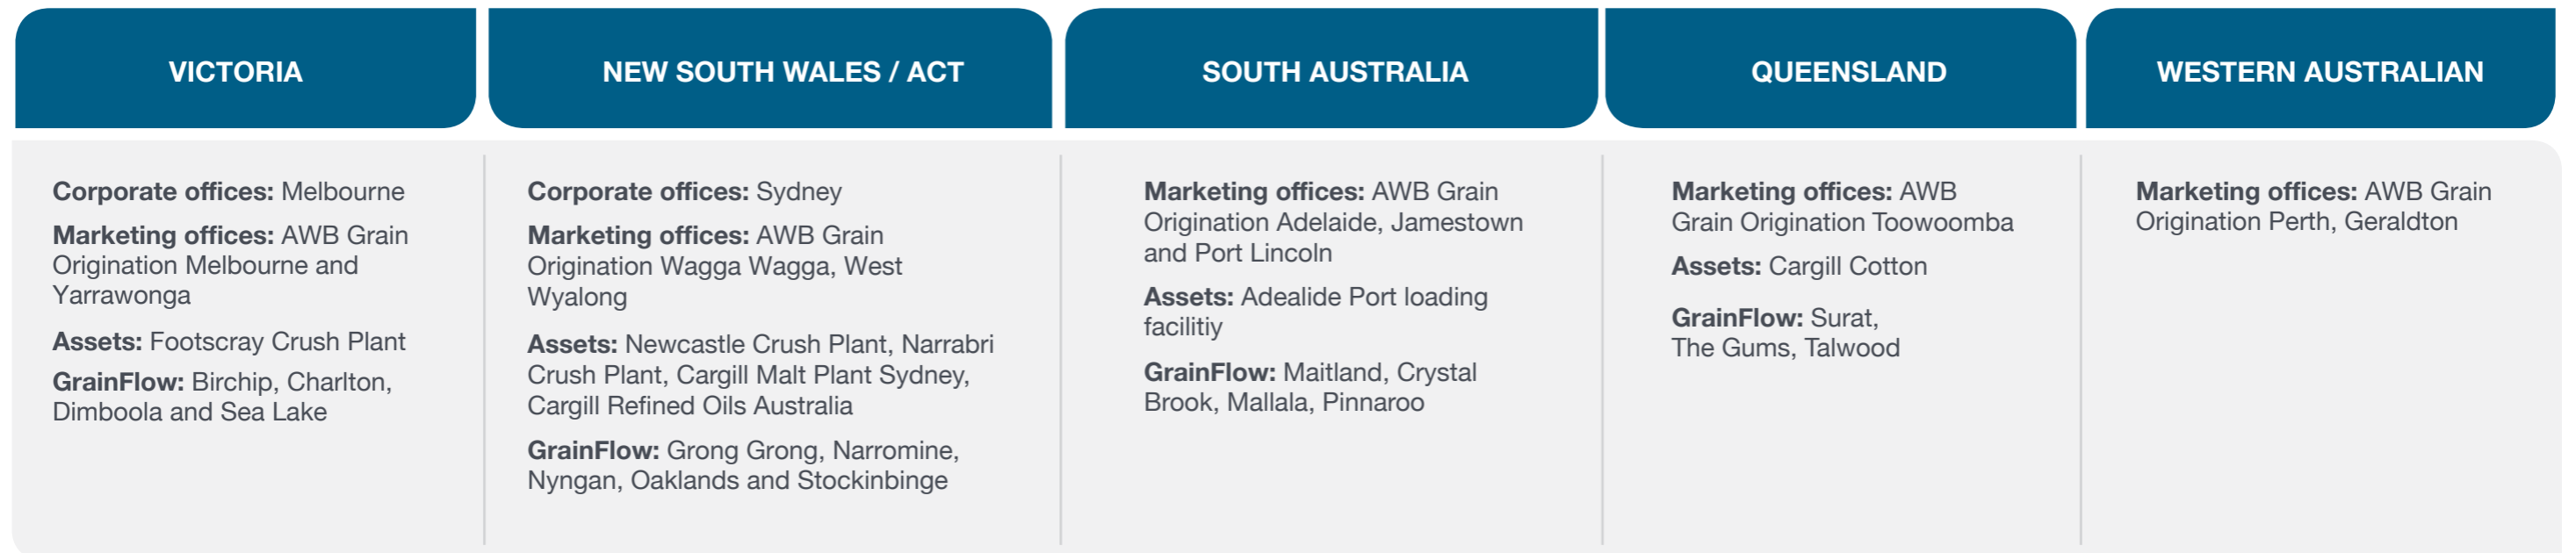 VICTORIA
NEW SOUTH WALES / ACT
SOUTH AUSTRALIA
QUEENSLAND
WESTERN AUSTRALIAN
Corporate offices: Melbourne
Marketing offices: AWB Grain
Origination Melbourne and
Yarrawonga
Assets: Footscray Crush Plant
GrainFlow: Birchip, Charlton,
Dimboola and Sea Lake
Corporate offices: Sydney
Marketing offices: AWB Grain
Origination Wagga Wagga, West
Wyalong
Assets: Newcastle Crush Plant, Narrabri
Crush Plant, Cargill Malt Plant Sydney,
Cargill Refined Oils Australia
GrainFlow: Grong Grong, Narromine,
Nyngan, Oaklands and Stockinbinge
Marketing offices: AWB Grain
Origination Adelaide, Jamestown
and Port Lincoln
Assets: Adealide Port loading
facilitiy
GrainFlow: Maitland, Crystal
Brook, Mallala, Pinnaroo
Marketing offices: AWB
Grain Origination Toowoomba
Assets: Cargill Cotton
GrainFlow: Surat,
The Gums, Talwood
Marketing offices: AWB Grain
Origination Perth, Geraldton